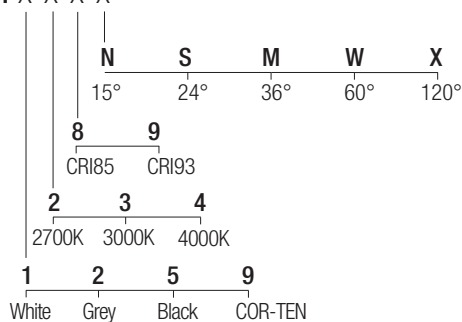 N S M W X
15° 24° 36° 60° 120°
8 9
CRI85 CRI93
2 3 4
2700K 3000K 4000K
1 2 5 9
White Grey Black COR-TEN